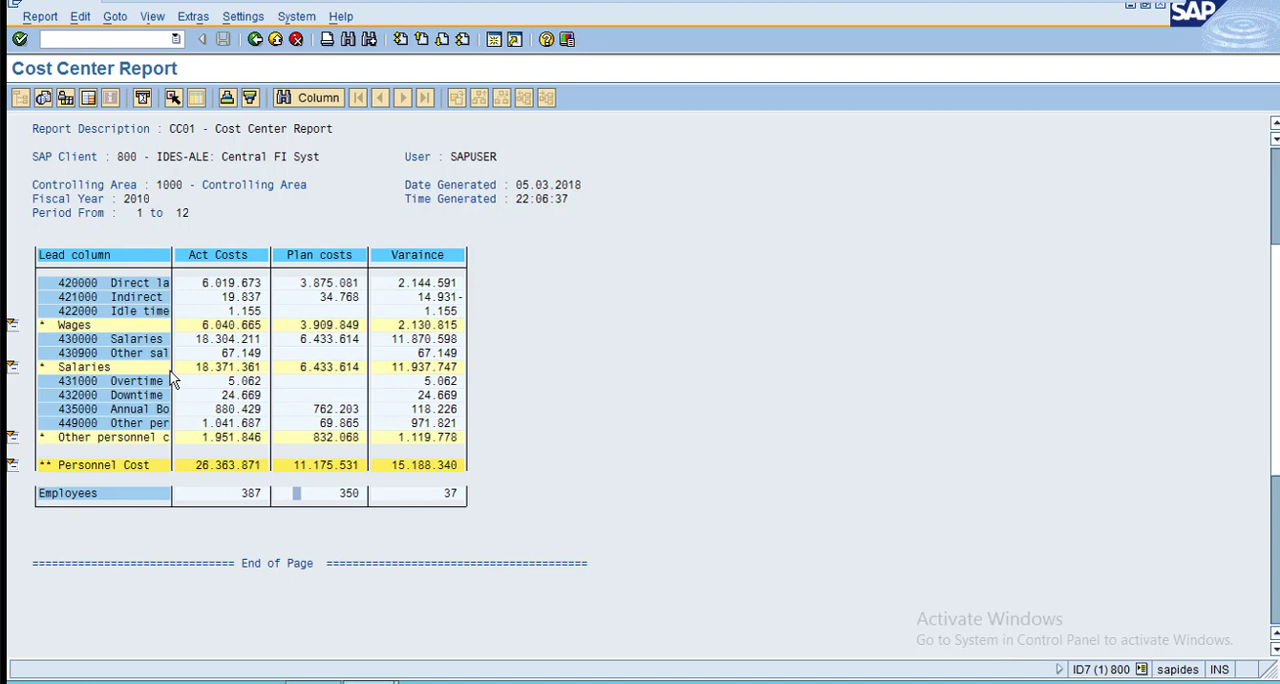 Report Edit Goto View Extras Settings System Help
SAP
Cost Center Report
Column
Report Description : CC01 - Cost Center Report
SAP Client : 800 - IDES-ALE: Central FI Syst User : SAPUSER
Controlling Area : 1000 - Controlling Area Date Generated : 05.03.2018
Fiscal Year : 2010 Time Generated : 22:06:37
Period From : 1 to 12
Lead column Act Costs Plan costs Varaince
420000 Direct la 6.019.673 3.875.081 2.144.591
421000 Indirect 19.837 34.768 14.931-
422000 Idle time 1.155 1.155
* Wages 6.040.665 3.909.849 2.130.815
430000 Salaries 18.304.211 6.433.614 11.870.598
430900 Other sal 67.149 67.149
* Salaries 18.371.361 6.433.614 11.937.747
431000 Overtime 5.062 5.062
432000 Downtime 24.669 24.669
435000 Annual Bo 880.429 762.203 118.226
449000 Other per 1.041.687 69.865 971.821
* Other personnel c 1.951.846 832.068 1.119.778
** Personnel Cost 26.363.871 11.175.531 15.188.340
Employees 387 350 37
============================== End of Page ========================================
Activate Windows
Go to System in Control Panel to activate Windows.
ID7 (1) 800 sapides INS